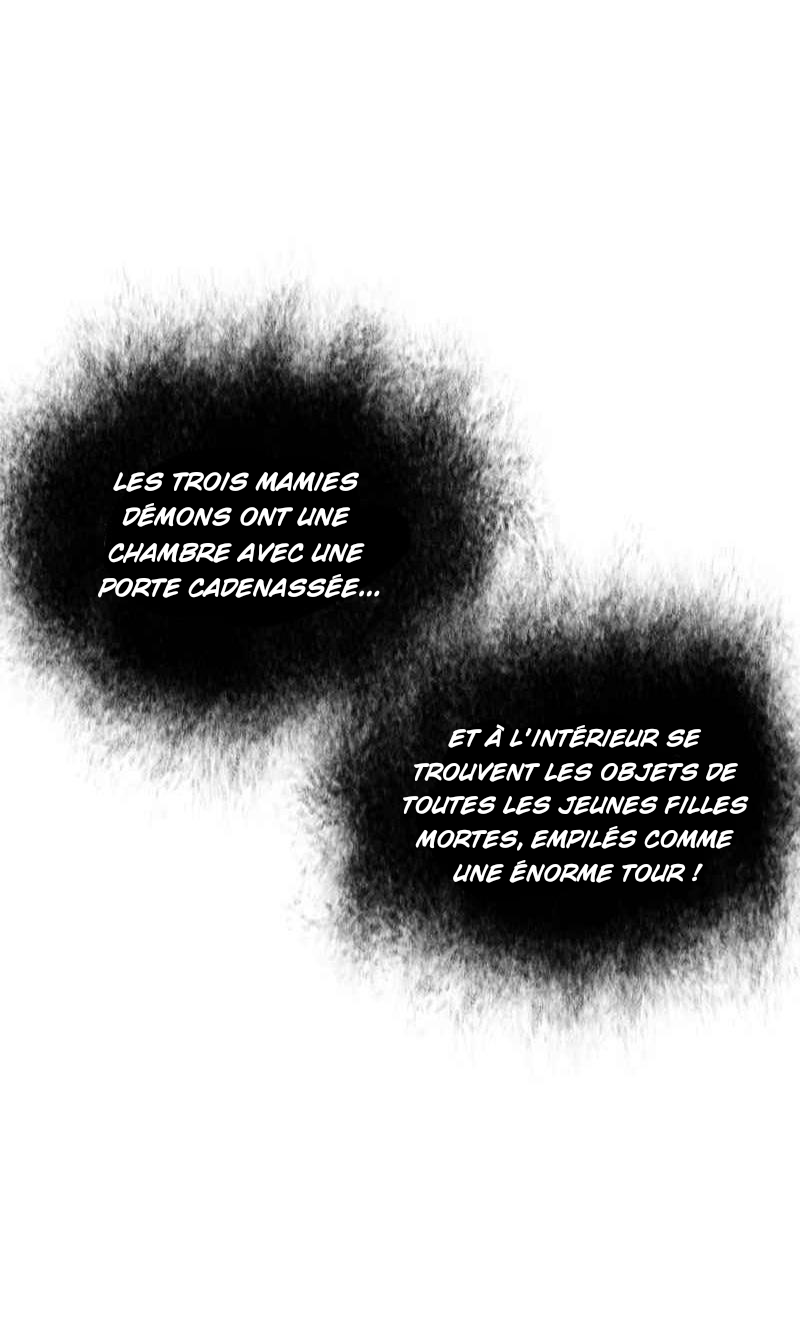 LES TROIS MAMIES
DÉMONS ONT UNE
CHAMBRE AVEC UNE
PORTE CADENASSÉE...
ET À L'INTÉRIEUR SE
TROUVENT LES OBJETS DE
TOUTES LES JEUNES FILLES
MORTES, EMPILÉS COMME
UNE ÉNORME TOUR !